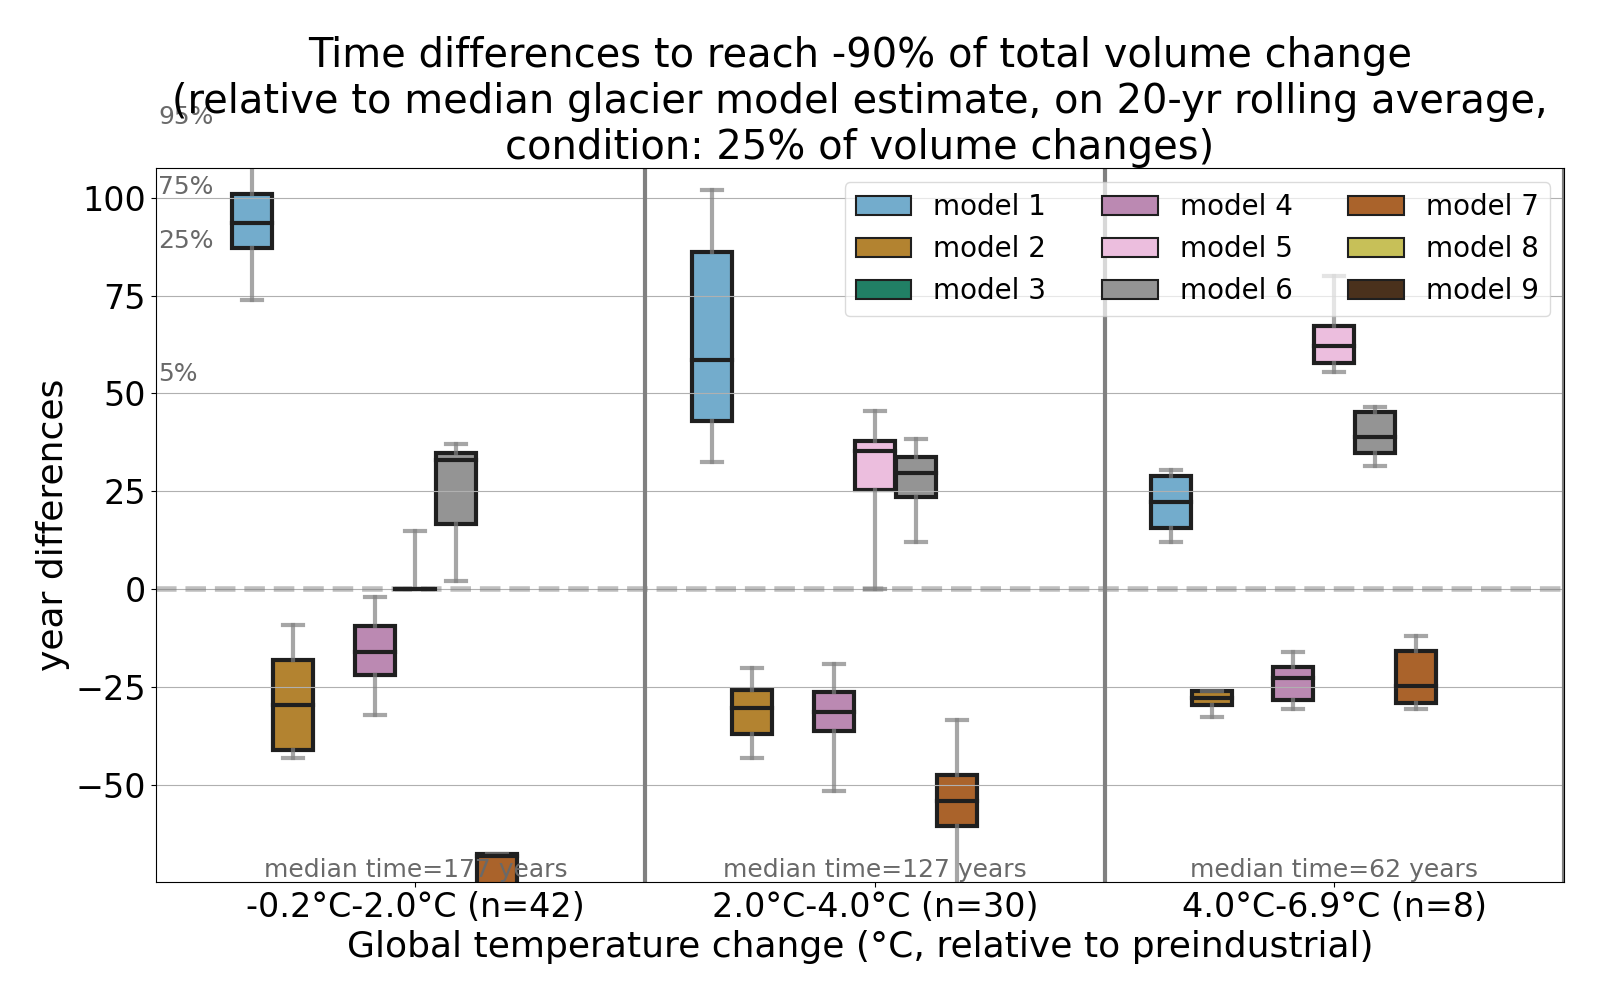 Time differences to reach -90% of total volume change
(relative to median glacier model estimate, on 20-yr rolling average,
condition: 25% of volume changes)
95%
75%
25%
5%
100
75
50
25
0
−25
−50
year differences
model 1
model 2
model 3
model 4
model 5
model 6
model 7
model 8
model 9
median time=177 years
median time=127 years
median time=62 years
-0.2°C-2.0°C (n=42)
2.0°C-4.0°C (n=30)
4.0°C-6.9°C (n=8)
Global temperature change (°C, relative to preindustrial)